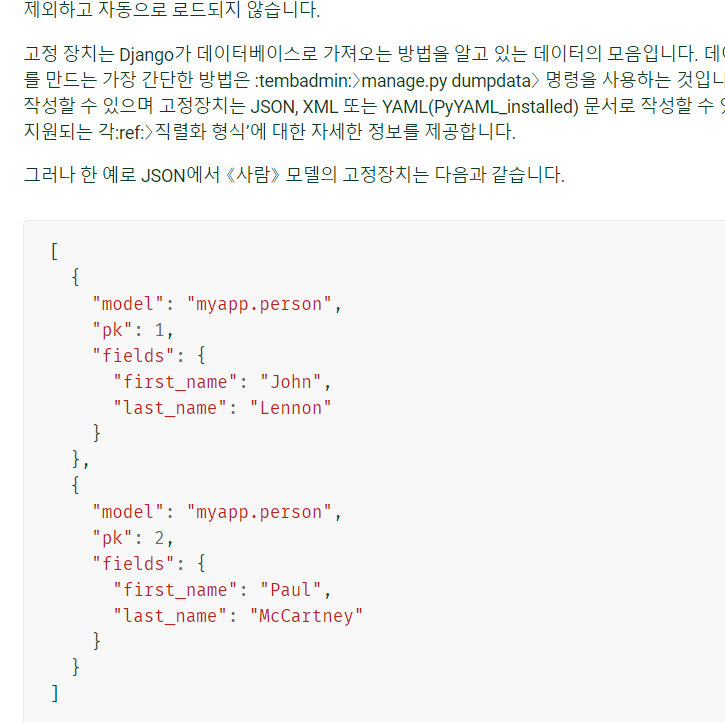 제외하고 자동으로 로드되지 않습니다.
고정 장치는 Django가 데이터베이스로 가져오는 방법을 알고 있는 데이터의 모음입니다.
를 만드는 가장 간단한 방법은 :tembadmin:〉manage.py dumpdata〉 명령을 사용하는 것입니
작성할 수 있으며 고정장치는 JSON, XML 또는 YAML(PyYAML_installed) 문서로 작성할 수
지원되는 각:ref:〉직렬화 형식’에 대한 자세한 정보를 제공합니다.
그러나 한 예로 JSON에서 《사람》 모델의 고정장치는 다음과 같습니다.
[
  {
    "model": "myapp.person",
    "pk": 1,
    "fields": {
      "first_name": "John",
      "last_name": "Lennon"
    }
  },
  {
    "model": "myapp.person",
    "pk": 2,
    "fields": {
      "first_name": "Paul",
      "last_name": "McCartney"
    }
  }
]